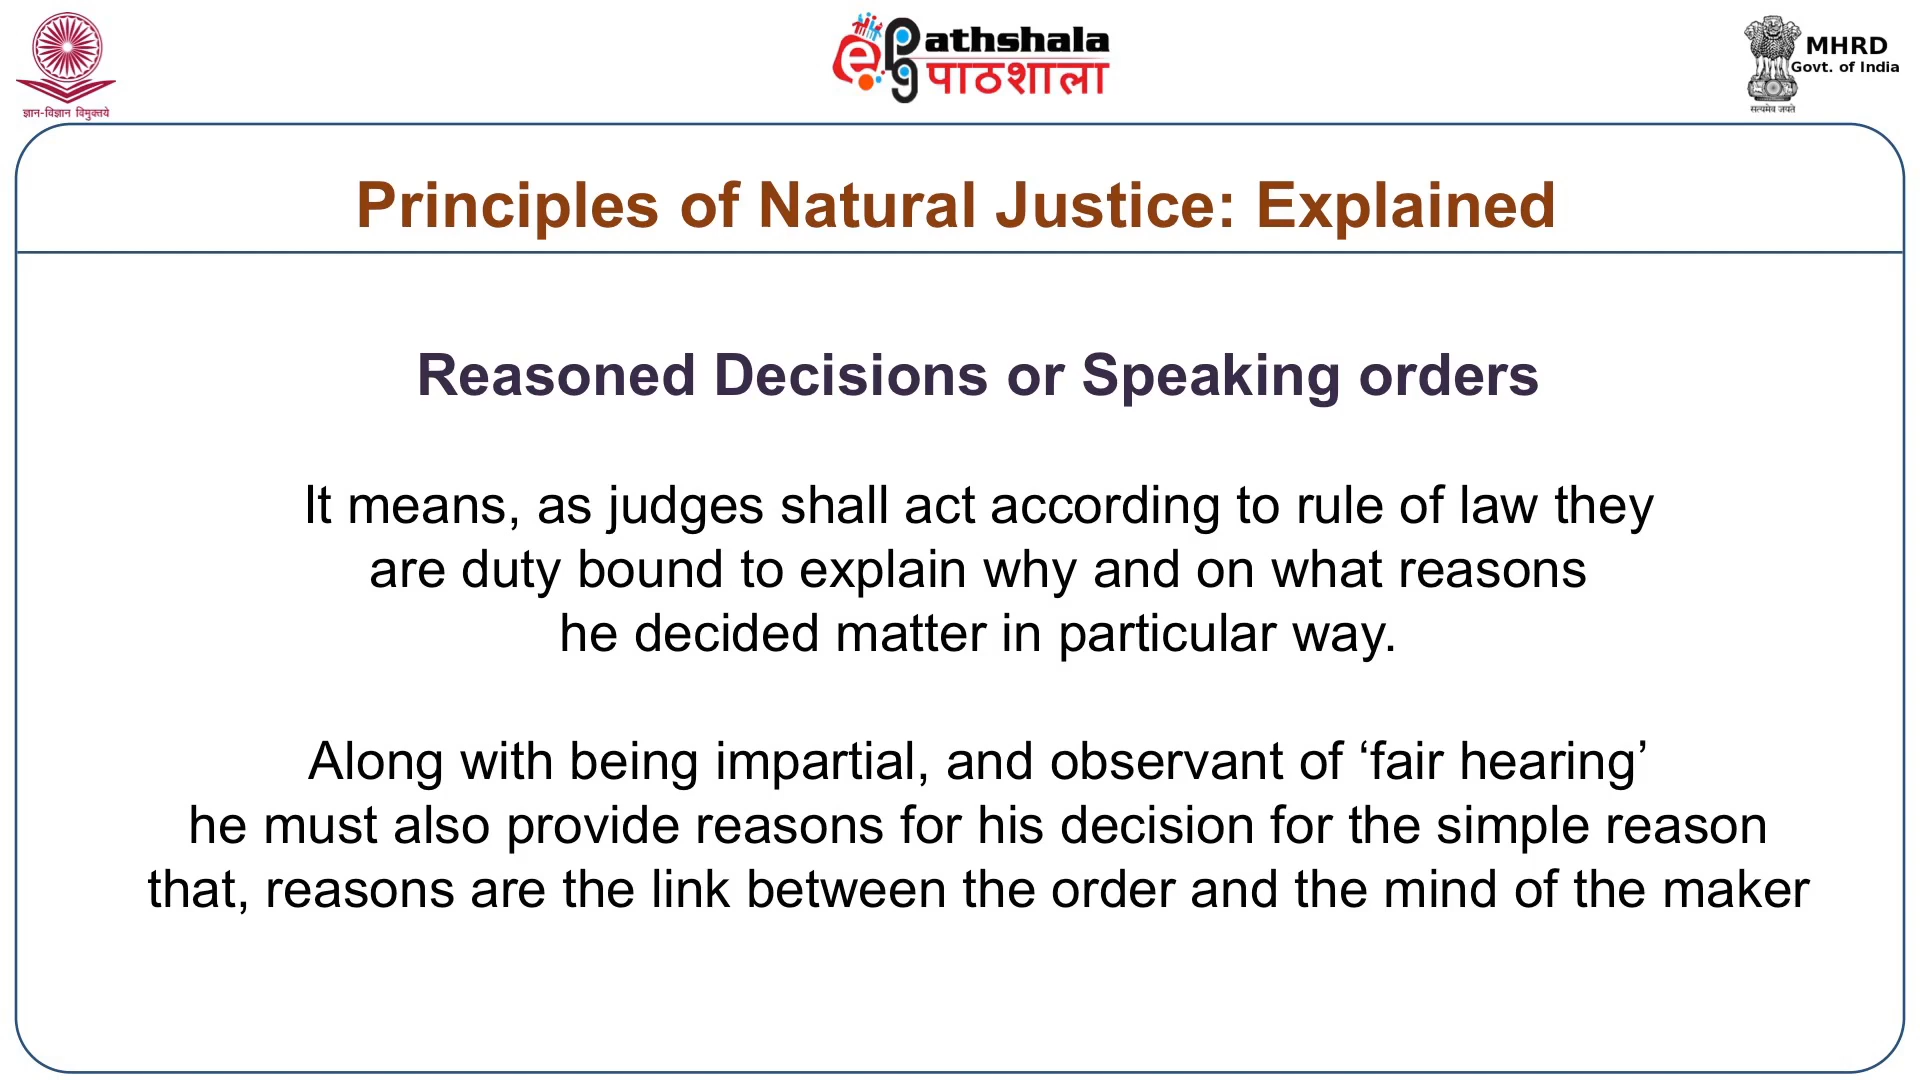 ज्ञान-विज्ञान विमुक्तये
e pg Pathshala
पाठशाला
MHRD
Govt. of India
सत्यमेव जयते
Principles of Natural Justice: Explained
Reasoned Decisions or Speaking orders
It means, as judges shall act according to rule of law they
are duty bound to explain why and on what reasons
he decided matter in particular way.
Along with being impartial, and observant of ‘fair hearing’
he must also provide reasons for his decision for the simple reason
that, reasons are the link between the order and the mind of the maker